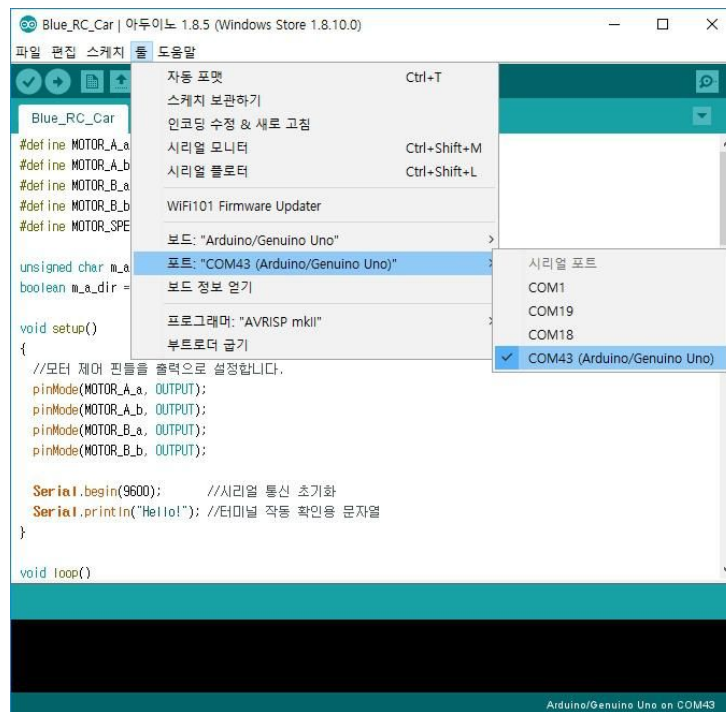 Blue_RC_Car | 아두이노 1.8.5 (Windows Store 1.8.10.0)
파일 편집 스케치 툴 도움말
자동 포맷 Ctrl+T
스케치 보관하기
인코딩 수정 & 새로 고침
시리얼 모니터 Ctrl+Shift+M
시리얼 플로터 Ctrl+Shift+L
WiFi101 Firmware Updater
보드: "Arduino/Genuino Uno"
포트: "COM43 (Arduino/Genuino Uno)"
보드 정보 얻기
프로그래머: "AVRISP mkII"
부트로더 굽기
시리얼 포트
COM1
COM19
COM18
COM43 (Arduino/Genuino Uno)
Blue_RC_Car
#define MOTOR_A_a
#define MOTOR_A_b
#define MOTOR_B_a
#define MOTOR_B_b
#define MOTOR_SPE
unsigned char m_a
boolean m_a_dir =
void setup()
{
//모터 제어 핀들을 출력으로 설정합니다.
pinMode(MOTOR_A_a, OUTPUT);
pinMode(MOTOR_A_b, OUTPUT);
pinMode(MOTOR_B_a, OUTPUT);
pinMode(MOTOR_B_b, OUTPUT);
Serial.begin(9600); //시리얼 통신 초기화
Serial.println("Hello!"); //터미널 작동 확인용 문자열
}
void loop()
Arduino/Genuino Uno on COM43